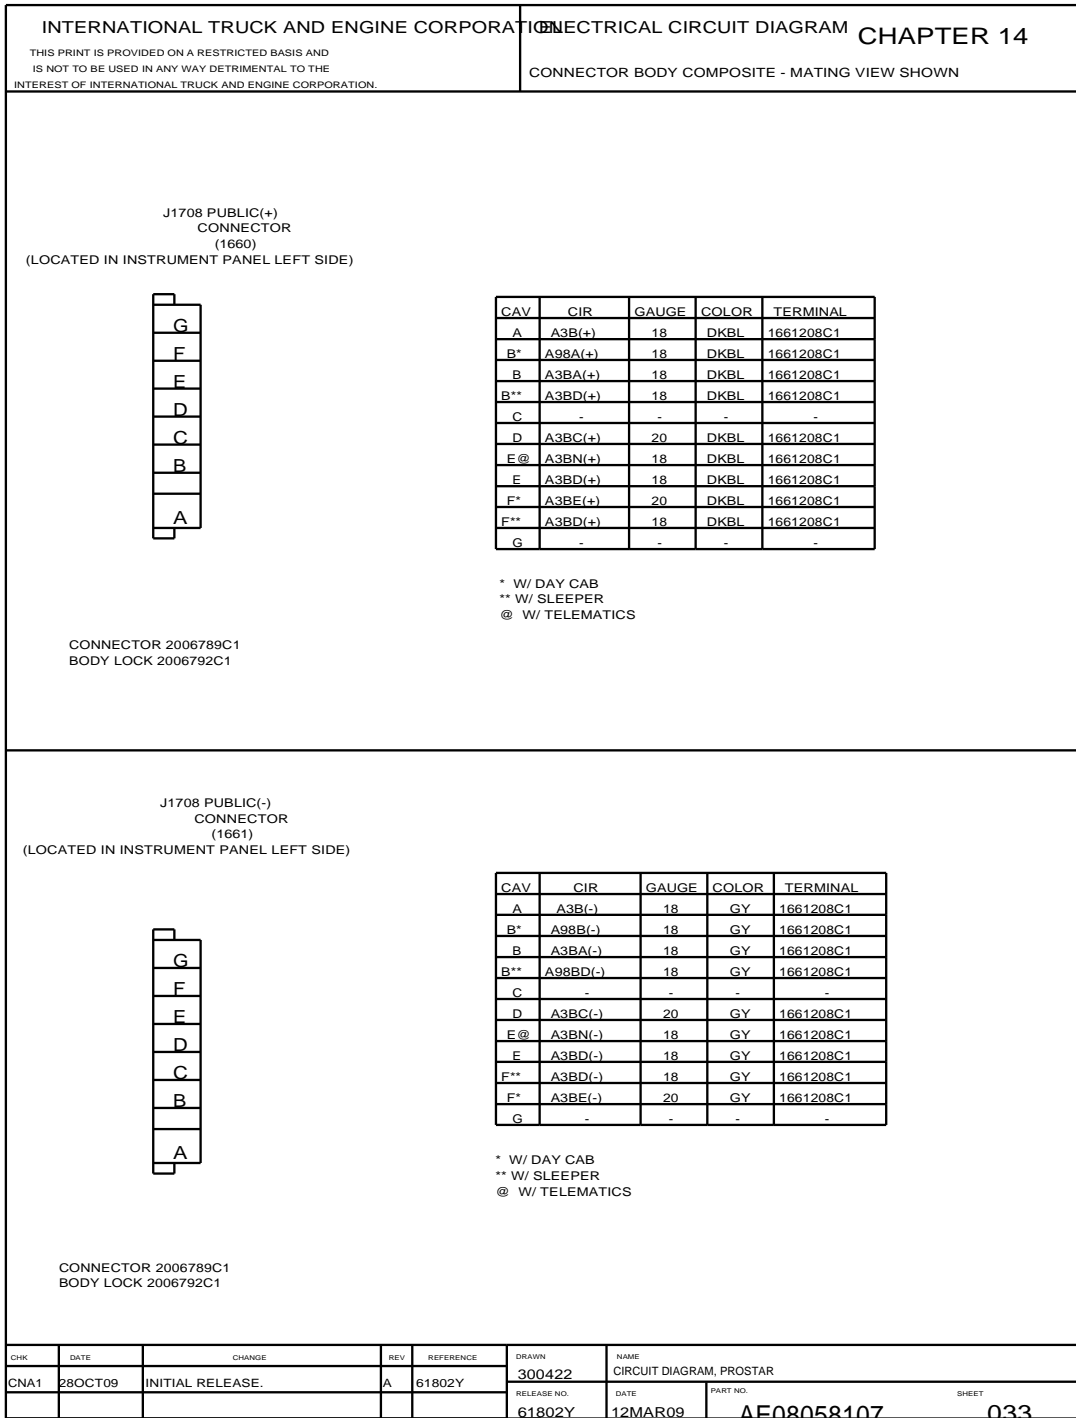 INTERNATIONAL TRUCK AND ENGINE CORPORATION
THIS PRINT IS PROVIDED ON A RESTRICTED BASIS AND
IS NOT TO BE USED IN ANY WAY DETRIMENTAL TO THE
INTEREST OF INTERNATIONAL TRUCK AND ENGINE CORPORATION.
ELECTRICAL CIRCUIT DIAGRAM CHAPTER 14
CONNECTOR BODY COMPOSITE - MATING VIEW SHOWN
J1708 PUBLIC(+)
CONNECTOR
(1660)
(LOCATED IN INSTRUMENT PANEL LEFT SIDE)
G
F
E
D
C
B
A
CAV CIR GAUGE COLOR TERMINAL
A A3B(+) 18 DKBL 1661208C1
B* A98A(+) 18 DKBL 1661208C1
B A3BA(+) 18 DKBL 1661208C1
B** A3BD(+) 18 DKBL 1661208C1
C - - - -
D A3BC(+) 20 DKBL 1661208C1
E@ A3BN(+) 18 DKBL 1661208C1
E A3BD(+) 18 DKBL 1661208C1
F* A3BE(+) 20 DKBL 1661208C1
F** A3BD(+) 18 DKBL 1661208C1
G - - - -
* W/ DAY CAB
** W/ SLEEPER
@ W/ TELEMATICS
CONNECTOR 2006789C1
BODY LOCK 2006792C1
J1708 PUBLIC(-)
CONNECTOR
(1661)
(LOCATED IN INSTRUMENT PANEL LEFT SIDE)
G
F
E
D
C
B
A
CAV CIR GAUGE COLOR TERMINAL
A A3B(-) 18 GY 1661208C1
B* A98B(-) 18 GY 1661208C1
B A3BA(-) 18 GY 1661208C1
B** A98BD(-) 18 GY 1661208C1
C - - - -
D A3BC(-) 20 GY 1661208C1
E@ A3BN(-) 18 GY 1661208C1
E A3BD(-) 18 GY 1661208C1
F** A3BD(-) 18 GY 1661208C1
F* A3BE(-) 20 GY 1661208C1
G - - - -
* W/ DAY CAB
** W/ SLEEPER
@ W/ TELEMATICS
CONNECTOR 2006789C1
BODY LOCK 2006792C1
CHK DATE CHANGE REV REFERENCE
CNA1 28OCT09 INITIAL RELEASE. A 61802Y
DRAWN
300422
NAME
CIRCUIT DIAGRAM, PROSTAR
RELEASE NO.
61802Y
DATE
12MAR09
PART NO.
AE08058107
SHEET
033